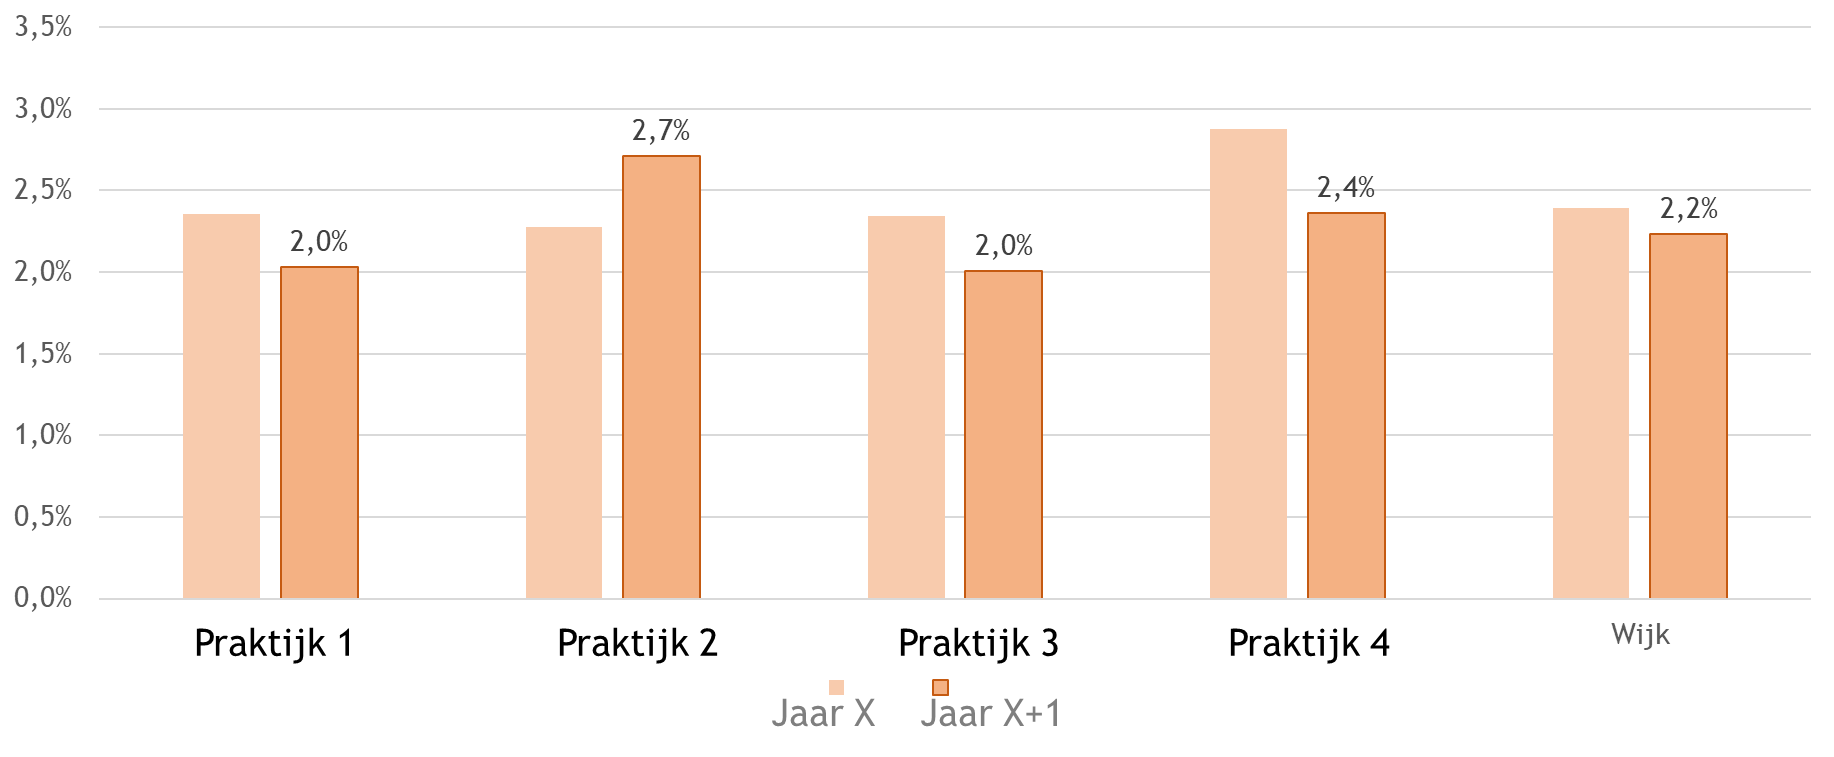 3,5%
3,0%
2,5%
2,0%
1,5%
1,0%
0,5%
0,0%
2,0%
2,7%
2,0%
2,4%
2,2%
Praktijk 1
Praktijk 2
Praktijk 3
Praktijk 4
Wijk
Jaar X
Jaar X+1